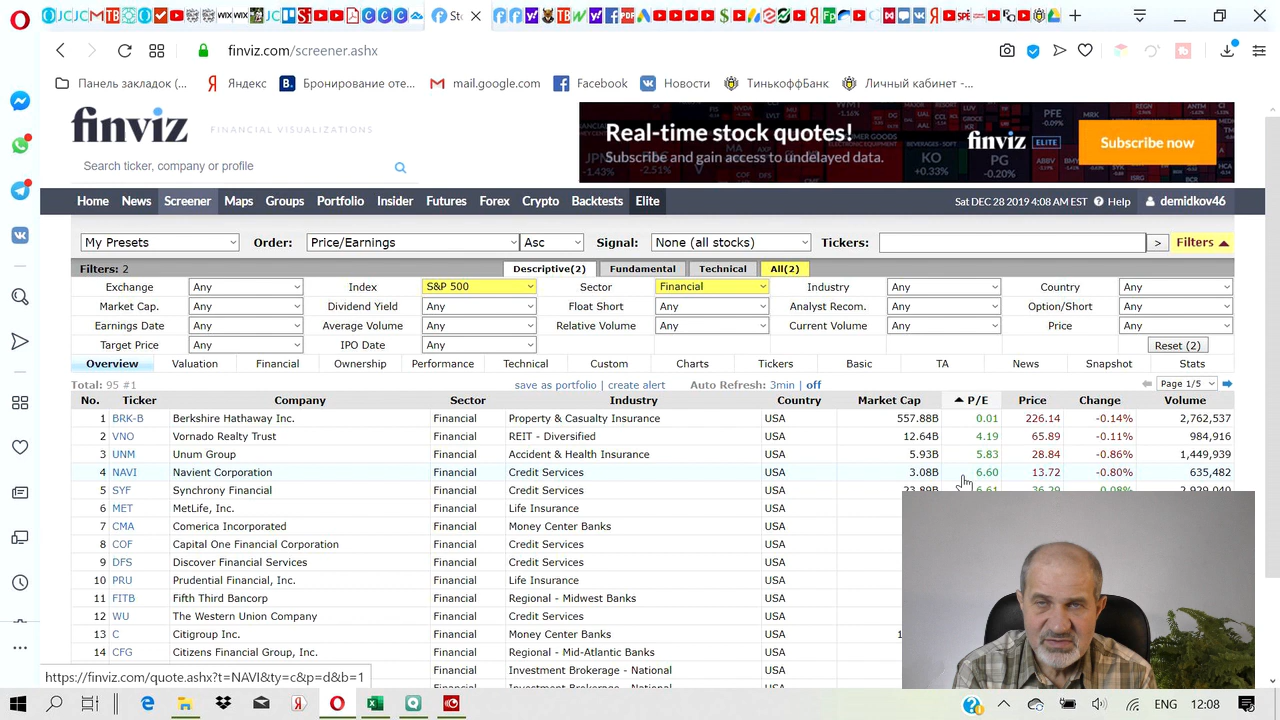 finviz.com/screener.ashx
Панель закладок (...
Яндекс
Бронирование оте...
mail.google.com
Facebook
Новости
ТинькоффБанк
Личный кабинет -...
finviz FINANCIAL VISUALIZATIONS
Real-time stock quotes!
Subscribe and gain access to undelayed data.
finviz
ELITE
Subscribe now
Search ticker, company or profile
Home News Screener Maps Groups Portfolio Insider Futures Forex Crypto Backtests Elite
Sat DEC 28 2019 4:08 AM EST Help demidkov46
My Presets Order: Price/Earnings Asc Signal: None (all stocks) Tickers: > Filters
Filters: 2 Descriptive(2) Fundamental Technical All(2)
Exchange Any Index S&P 500 Sector Financial Industry Any Country Any
Market Cap. Any Dividend Yield Any Float Short Any Analyst Recom. Any Option/Short Any
Earnings Date Any Average Volume Any Relative Volume Any Current Volume Any Price Any
Target Price Any IPO Date Any Reset (2)
Overview Valuation Financial Ownership Performance Technical Custom Charts Tickers Basic TA News Snapshot Stats
Total: 95 #1 save as portfolio | create alert Auto Refresh: 3min | off Page 1/5
No. Ticker Company Sector Industry Country Market Cap P/E Price Change Volume
1 BRK-B Berkshire Hathaway Inc. Financial Property & Casualty Insurance USA 557.88B 0.01 226.14 -0.14% 2,762,537
2 VNO Vornado Realty Trust Financial REIT - Diversified USA 12.64B 4.19 65.89 -0.11% 984,916
3 UNM Unum Group Financial Accident & Health Insurance USA 5.93B 5.83 28.84 -0.86% 1,449,939
4 NAVI Navient Corporation Financial Credit Services USA 3.08B 6.60 13.72 -0.80% 635,482
5 SYF Synchrony Financial Financial Credit Services USA 23.89B 6.61 36.29 0.08% 2,929,040
6 MET MetLife, Inc. Financial Life Insurance USA
7 CMA Comerica Incorporated Financial Money Center Banks USA
8 COF Capital One Financial Corporation Financial Credit Services USA
9 DFS Discover Financial Services Financial Credit Services USA
10 PRU Prudential Financial, Inc. Financial Life Insurance USA
11 FITB Fifth Third Bancorp Financial Regional - Midwest Banks USA
12 WU The Western Union Company Financial Credit Services USA
13 C Citigroup Inc. Financial Money Center Banks USA 1
14 CFG Citizens Financial Group, Inc. Financial Regional - Mid-Atlantic Banks USA
Financial Investment Brokerage - National USA
https://finviz.com/quote.ashx?t=NAVI&ty=c&p=d&b=1
ENG 12:08